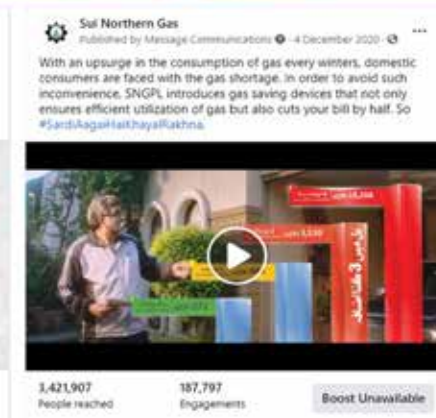 Sui Northern Gas
Published by Message Communications · 4 December 2020 ·
With an upsurge in the consumption of gas every winters, domestic
consumers are faced with the gas shortage. In order to avoid such
inconvenience, SNGPL introduces gas saving devices that not only
ensures efficient utilization of gas but also cuts your bill by half. So
#SardiAagaiHaiKhayalRakhna.
3,421,907
People reached
187,797
Engagements
Boost Unavailable